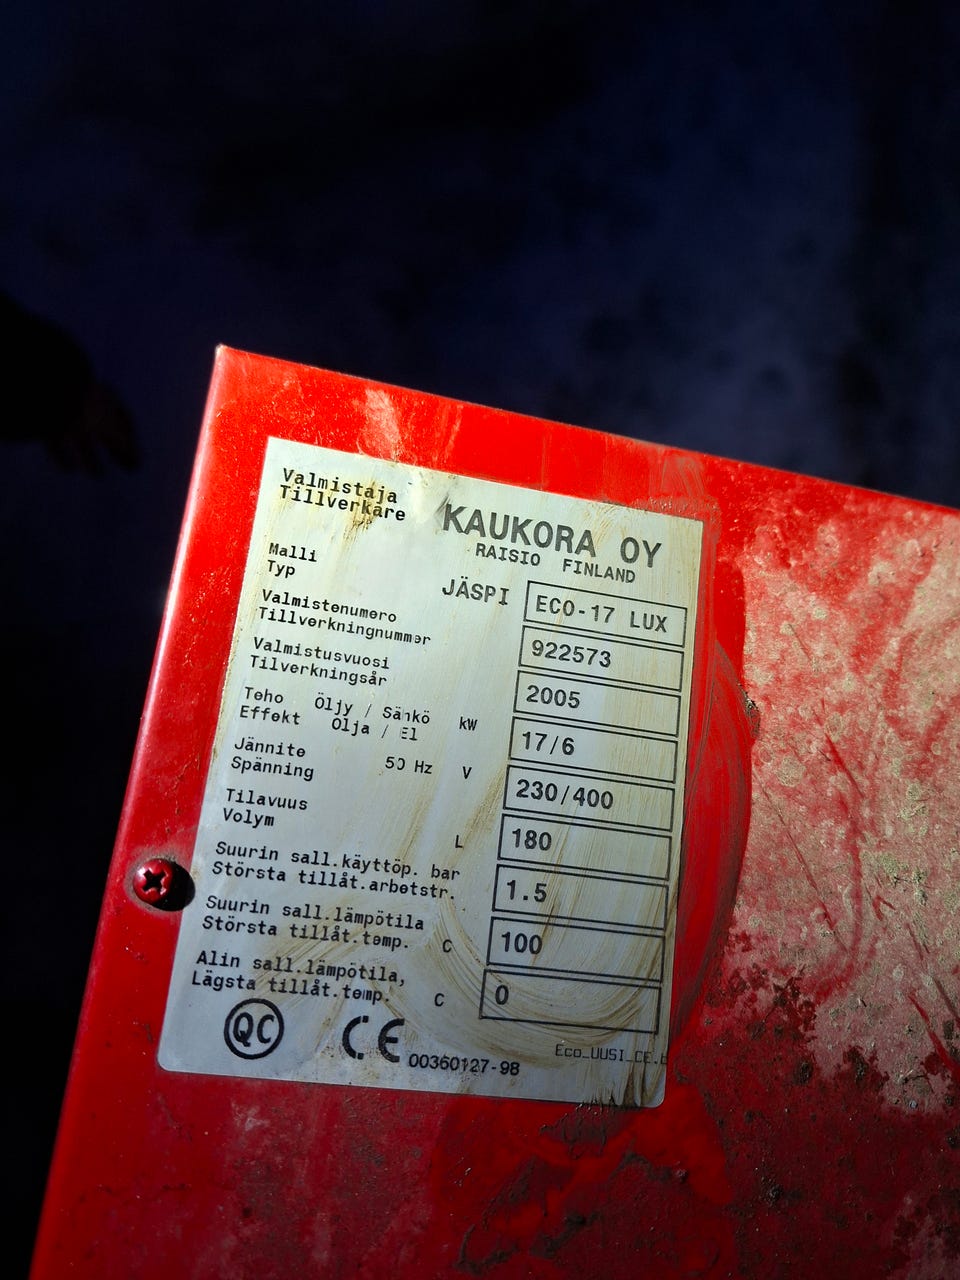 Valmistaja
Tillverkare
KAUKORA OY
RAISIO FINLAND
Malli
Typ
JÄSPI ECO-17 LUX
Valmistenumero
Tillverkningnummer
922573
Valmistusvuosi
Tilverkningsår
2005
Teho Öljy / Sähkö
Effekt Olja / El
kW 17/6
Jännite
Spänning
50 Hz V 230/400
Tilavuus
Volym
L 180
Suurin sall.käyttöp. bar
Största tillåt.arbetstr.
1.5
Suurin sall.lämpötila
Största tillåt.temp.
C 100
Alin sall.lämpötila,
Lägsta tillåt.temp.
C 0
QC CE 00360127-98
Eco_UUSI_CE.